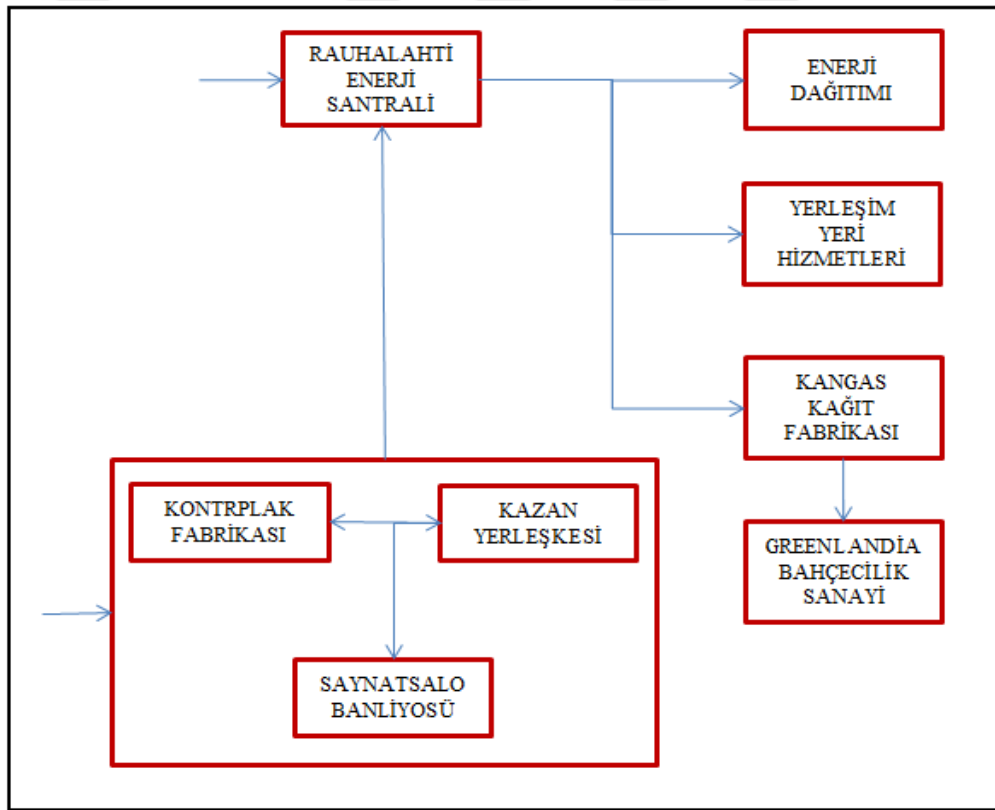 RAUHALAHTİ
ENERJİ
SANTRALİ
ENERJİ
DAĞITIMI
YERLEŞİM
YERİ
HİZMETLERİ
KANGAS
KAĞIT
FABRİKASI
KONTRPLAK
FABRİKASI
KAZAN
YERLEŞKESİ
GREENLANDİA
BAHÇECİLİK
SANAYİ
SAYNATSALO
BANLİYOSÜ